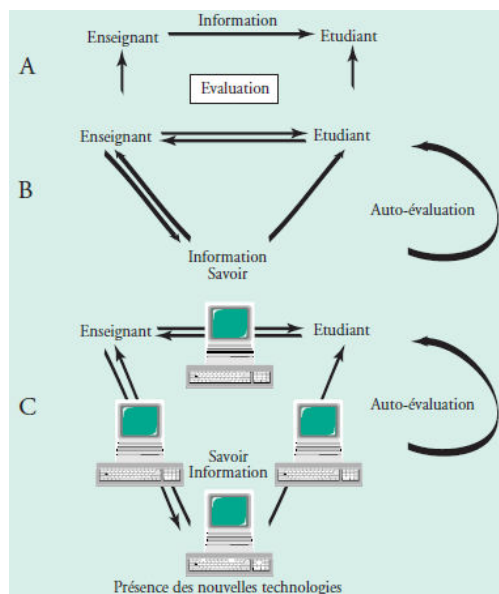 Information
Enseignant Etudiant
A
Evaluation
Enseignant Etudiant
B
Auto-évaluation
Information
Savoir
Enseignant Etudiant
C
Auto-évaluation
Savoir
Information
Présence des nouvelles technologies